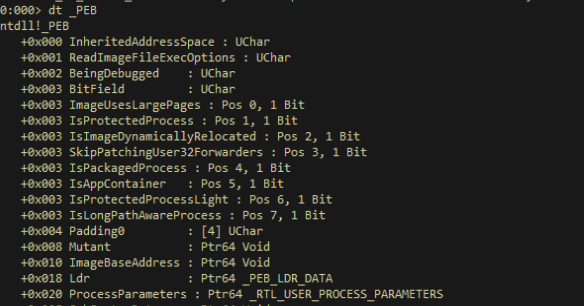 0:000> dt _PEB
ntdll!_PEB
+0x000 InheritedAddressSpace : UChar
+0x001 ReadImageFileExecOptions : UChar
+0x002 BeingDebugged : UChar
+0x003 BitField : UChar
+0x003 ImageUsesLargePages : Pos 0, 1 Bit
+0x003 IsProtectedProcess : Pos 1, 1 Bit
+0x003 IsImageDynamicallyRelocated : Pos 2, 1 Bit
+0x003 SkipPatchingUser32Forwarders : Pos 3, 1 Bit
+0x003 IsPackagedProcess : Pos 4, 1 Bit
+0x003 IsAppContainer : Pos 5, 1 Bit
+0x003 IsProtectedProcessLight : Pos 6, 1 Bit
+0x003 IsLongPathAwareProcess : Pos 7, 1 Bit
+0x004 Padding0 : [4] UChar
+0x008 Mutant : Ptr64 Void
+0x010 ImageBaseAddress : Ptr64 Void
+0x018 Ldr : Ptr64 _PEB_LDR_DATA
+0x020 ProcessParameters : Ptr64 _RTL_USER_PROCESS_PARAMETERS